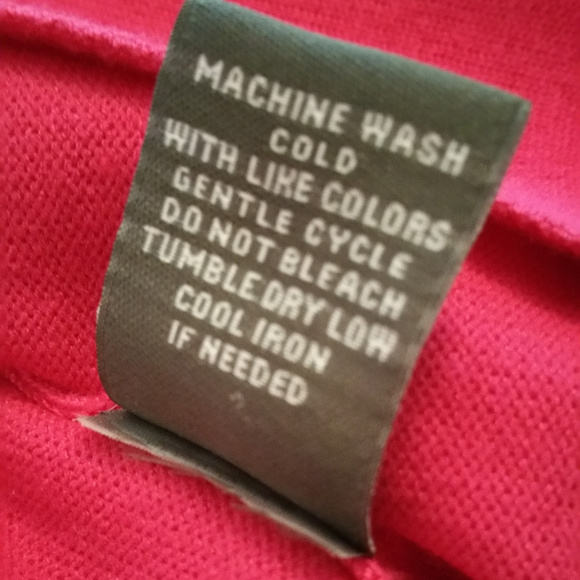 MACHINE WASH
COLD
WITH LIKE COLORS
GENTLE CYCLE
DO NOT BLEACH
TUMBLE DRY LOW
COOL IRON
IF NEEDED